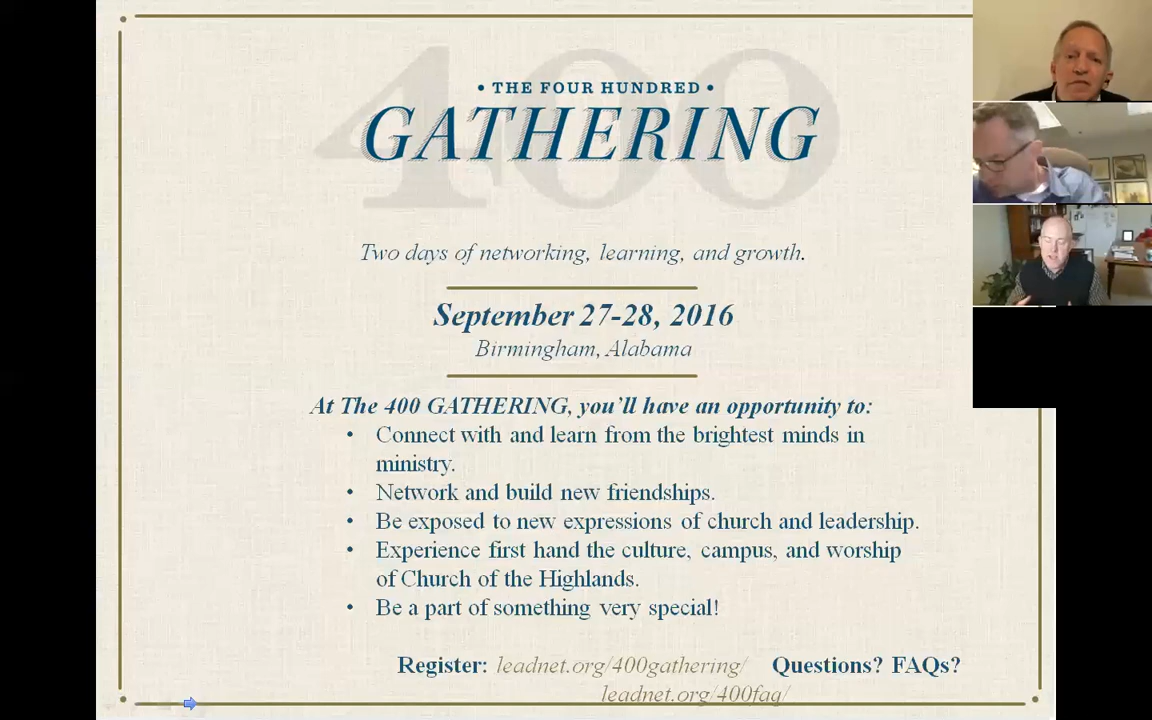 400
• THE FOUR HUNDRED •
GATHERING
Two days of networking, learning, and growth.
September 27-28, 2016
Birmingham, Alabama
At The 400 GATHERING, you'll have an opportunity to:
• Connect with and learn from the brightest minds in
ministry.
• Network and build new friendships.
• Be exposed to new expressions of church and leadership.
• Experience first hand the culture, campus, and worship
of Church of the Highlands.
• Be a part of something very special!
Register: leadnet.org/400gathering/ Questions? FAQs?
leadnet.org/400faq/